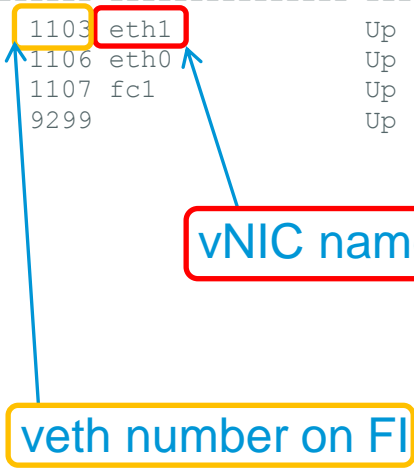 1103 eth1 Up
1106 eth0 Up
1107 fc1 Up
9299 Up
vNIC nam
veth number on FI